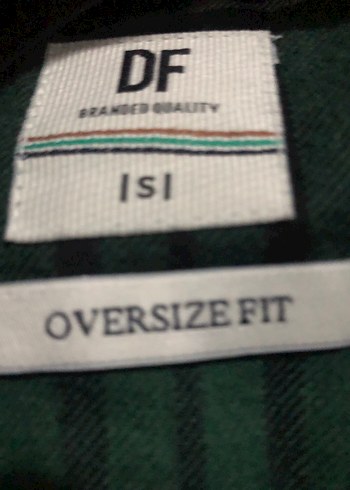 DF
BRANDED QUALITY
|S|
OVERSIZE FIT